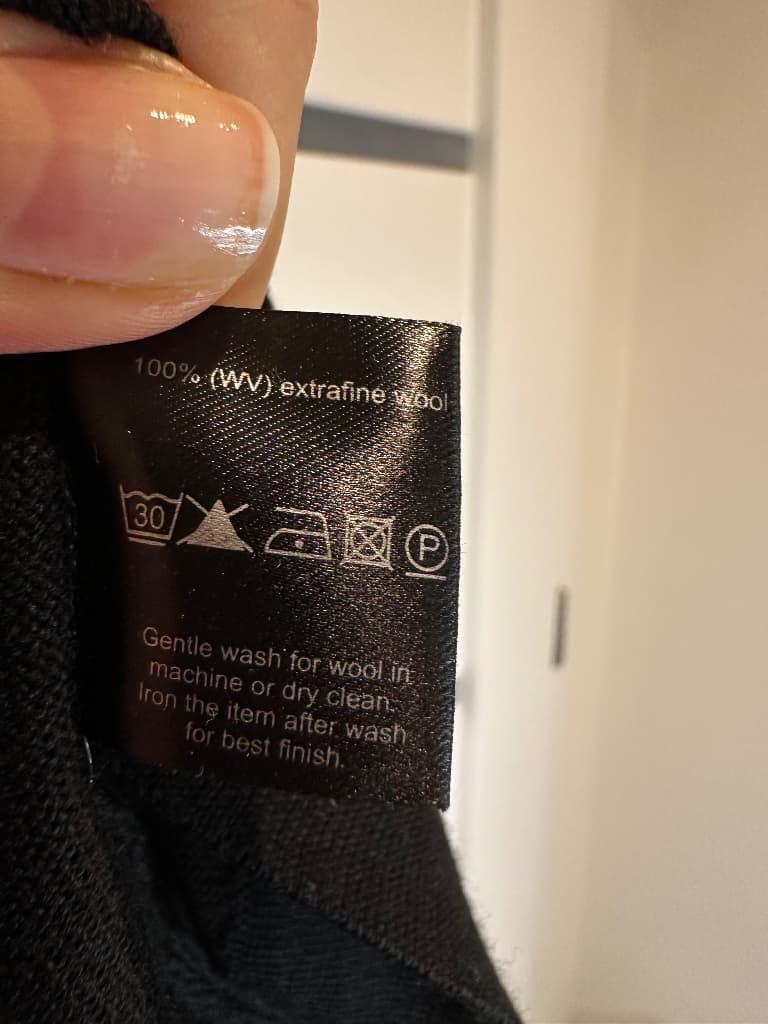 100% (WV) extrafine wool
30 P
Gentle wash for wool in
machine or dry clean.
Iron the item after wash
for best finish.